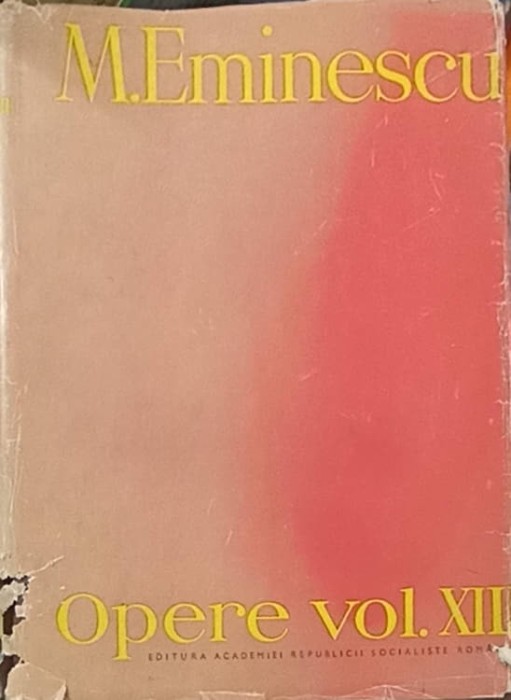 M.Eminescu
Opere vol. XII
EDITURA ACADEMIEI REPUBLICII SOCIALISTE